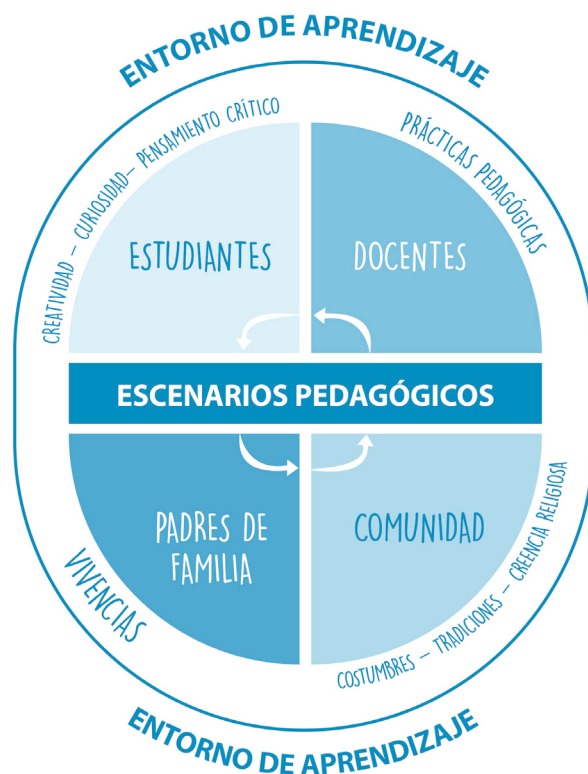 ENTORNO DE APRENDIZAJE
CREATIVIDAD – CURIOSIDAD– PENSAMIENTO CRÍTICO
PRÁCTICAS PEDAGÓGICAS
ESTUDIANTES
DOCENTES
ESCENARIOS PEDAGÓGICOS
PADRES DE
FAMILIA
COMUNIDAD
VIVENCIAS
COSTUMBRES – TRADICIONES – CREENCIA RELIGIOSA
ENTORNO DE APRENDIZAJE